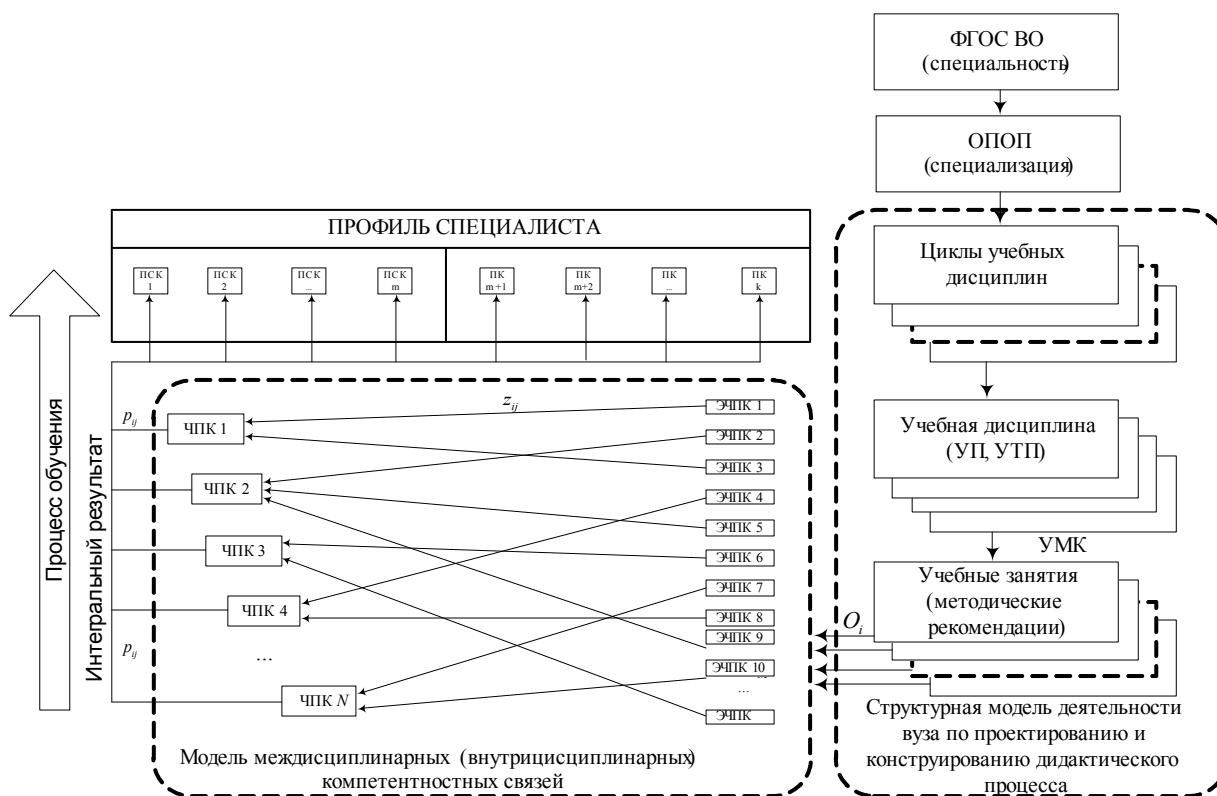 ФГОС ВО
(специальность)
ОПОП
(специализация)
ПРОФИЛЬ СПЕЦИАЛИСТА
ПСК
1
ПСК
2
ПСК
...
ПСК
m
ПК
m+1
ПК
m+2
ПК
...
ПК
k
Циклы учебных
дисциплин
Учебная дисциплина
(УП, УТП)
УМК
Учебные занятия
(методические
рекомендации)
O_i
Структурная модель деятельности
вуза по проектированию и
конструированию дидактического
процесса
Процесс обучения
Интегральный результат
p_ij
p_ij
z_ij
ЧПК 1
ЧПК 2
ЧПК 3
ЧПК 4
...
ЧПК N
ЭЧПК 1
ЭЧПК 2
ЭЧПК 3
ЭЧПК 4
ЭЧПК 5
ЭЧПК 6
ЭЧПК 7
ЭЧПК 8
ЭЧПК 9
ЭЧПК 10
...
ЭЧПК
Модель междисциплинарных (внутрицисциплинарных)
компетентностных связей